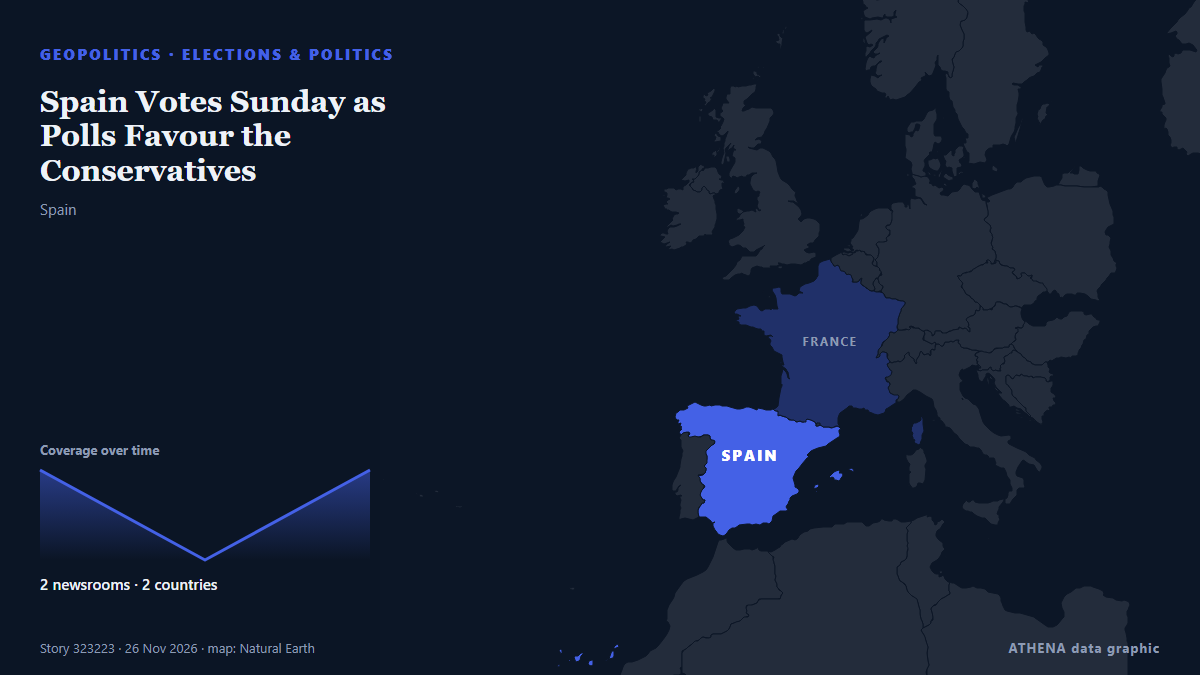 GEOPOLITICS · ELECTIONS & POLITICS
Spain Votes Sunday as
Polls Favour the
Conservatives
Spain
FRANCE
SPAIN
Coverage over time
2 newsrooms · 2 countries
Story 323223 · 26 Nov 2026 · map: Natural Earth
ATHENA data graphic